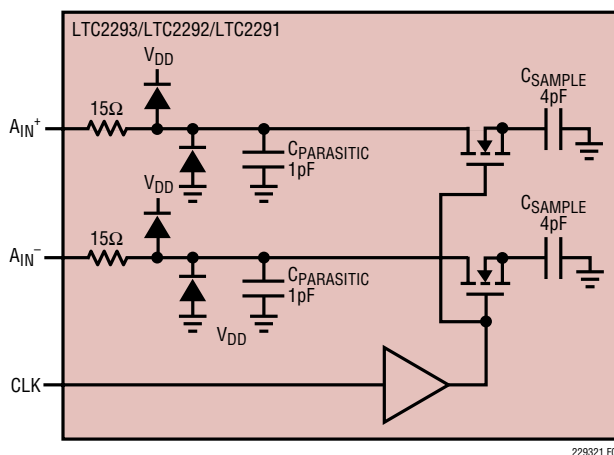 LTC2293/LTC2292/LTC2291
VDD
CSAMPLE
4pF
15Ω
AIN+
CPARASITIC
1pF
VDD
CSAMPLE
4pF
15Ω
AIN–
CPARASITIC
1pF
VDD
CLK